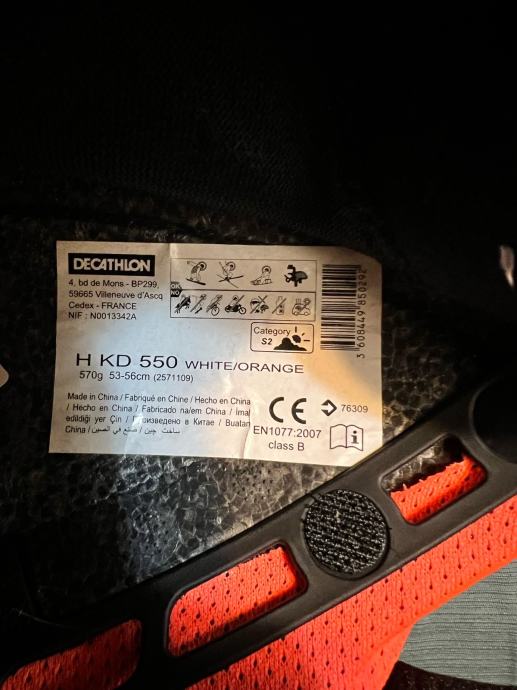 DECATHLON
4, bd de Mons - BP299,
59665 Villeneuve d'Ascq
Cedex - FRANCE
NIF : N0013342A
OK
NO
Category
S2
3 608449 856292
H KD 550 WHITE/ORANGE
570g 53-56cm (2571109)
Made in China / Fabriqué en Chine / Hecho en China
/ Hecho en China / Fabricado na/em China / İmal
edildiği yer Çin / Произведено в Китае / Buatan
China / ساخت چین / صنع في الصين
CE
76309
EN1077:2007
class B
i